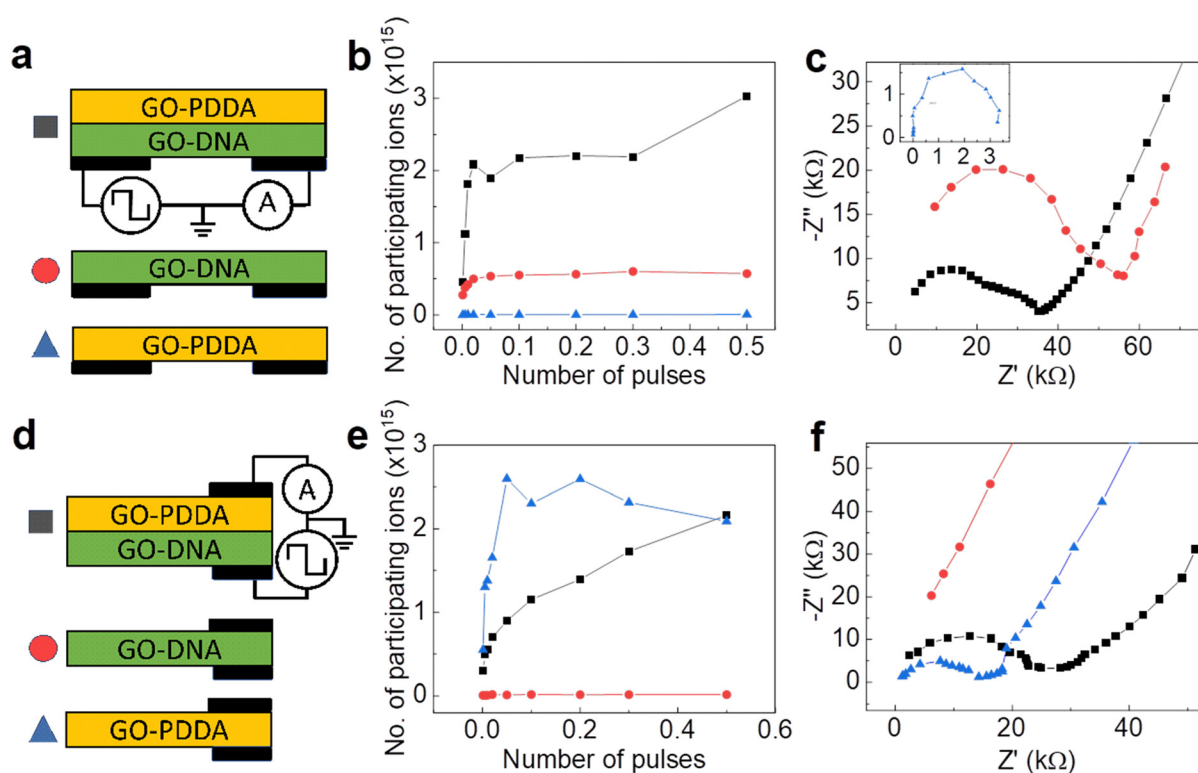 a
GO-PDDA
GO-DNA
A
GO-DNA
GO-PDDA
b
No. of participating ions (x10¹⁵)
3
2
1
0
0.0 0.1 0.2 0.3 0.4 0.5
Number of pulses
c
-Z'' (kΩ)
30
25
20
15
10
5
1
0
0 1 2 3
0 20 40 60
Z' (kΩ)
d
GO-PDDA
GO-DNA
A
GO-DNA
GO-PDDA
e
No. of participating ions (x10¹⁵)
3
2
1
0
0.0 0.2 0.4 0.6
Number of pulses
f
-Z'' (kΩ)
50
40
30
20
10
0
0 20 40
Z' (kΩ)